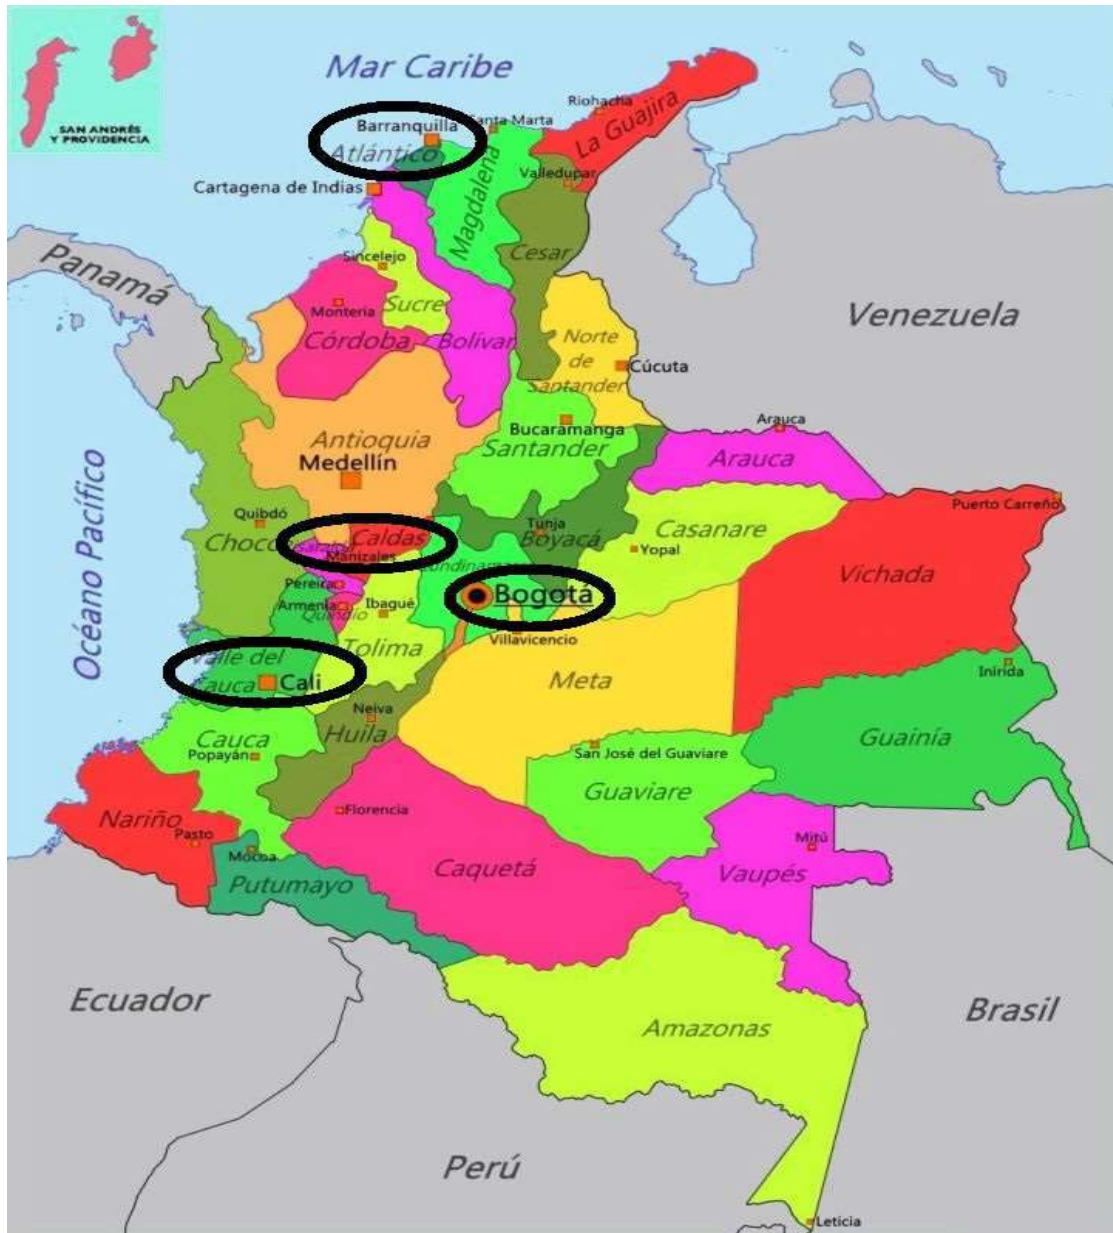 Mar Caribe
SAN ANDRÉS
Y PROVIDENCIA
Riohacha
La Guajira
Santa Marta
Barranquilla
Atlántico
Magdalena
Valledupar
Cartagena de Indias
Cesar
Panamá
Sincelejo
Sucre
Montería
Córdoba
Bolívar
Venezuela
Norte
de
Santander
Cúcuta
Arauca
Bucaramanga
Santander
Antioquia
Medellín
Arauca
Océano Pacífico
Puerto Carreño
Quibdó
Chocó
Caldas
Manizales
Tunja
Boyacá
Casanare
Yopal
Vichada
Pereira
Armenia
Quindío
Ibagué
Bogotá
Villavicencio
Tolima
Valle del
Cauca
Cali
Meta
Inírida
Neiva
Huila
Cauca
Popayán
San José del Guaviare
Guaviare
Guainía
Nariño
Pasto
Florencia
Mocoa
Putumayo
Caquetá
Mitú
Vaupés
Ecuador
Amazonas
Brasil
Perú
Leticia